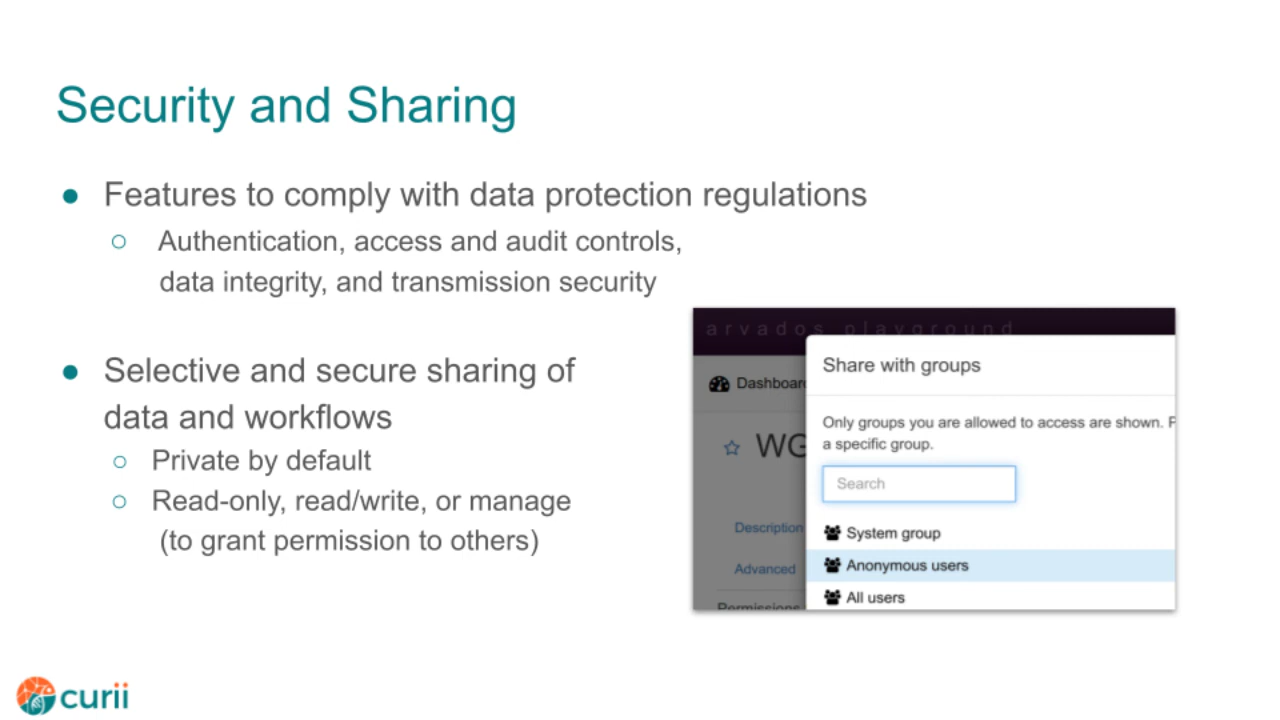 Security and Sharing
● Features to comply with data protection regulations
○ Authentication, access and audit controls,
data integrity, and transmission security
● Selective and secure sharing of
data and workflows
○ Private by default
○ Read-only, read/write, or manage
(to grant permission to others)
arvados playground
Share with groups
Dashboar
Only groups you are allowed to access are shown.
a specific group.
WG
Search
Description
System group
Anonymous users
Advanced
All users
Permissions
curii